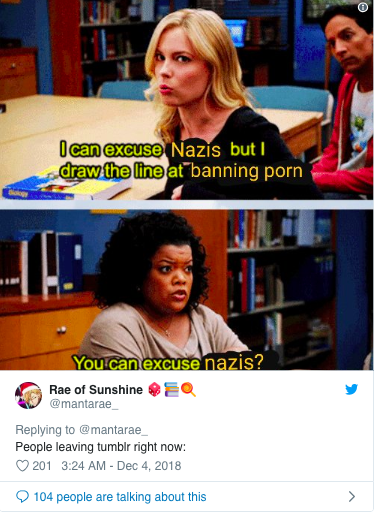 I can excuse Nazis but I
draw the line at banning porn
Biology
You can excuse nazis?
Rae of Sunshine
@mantarae_
Replying to @mantarae_
People leaving tumblr right now:
201 3:24 AM - Dec 4, 2018
104 people are talking about this